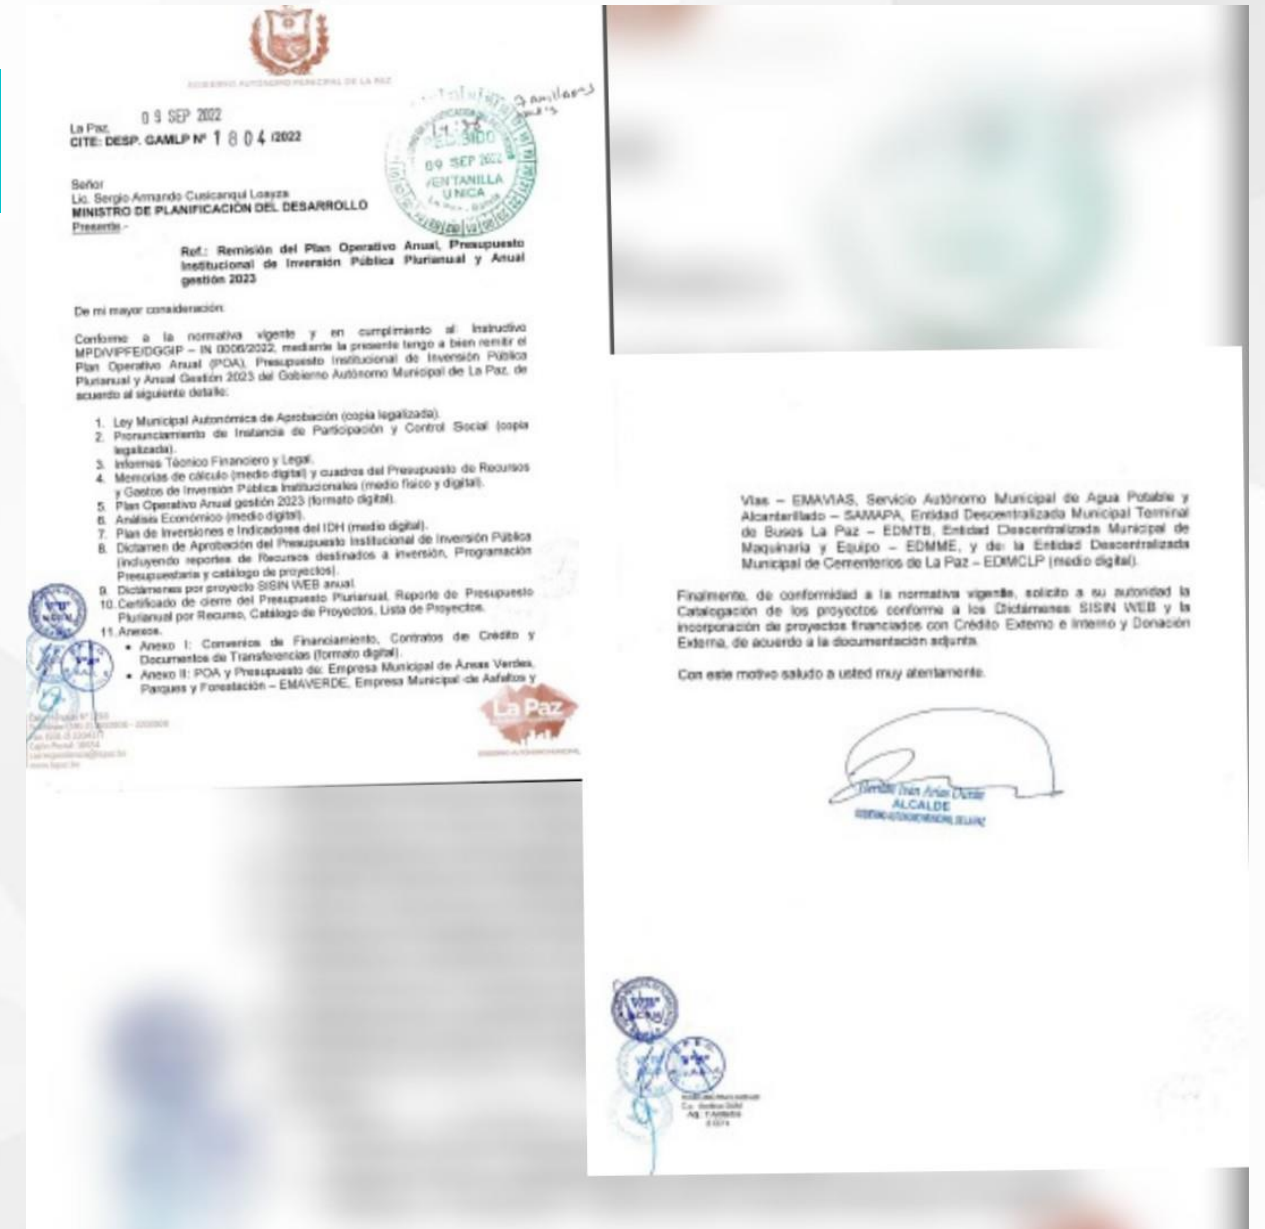 GOBIERNO AUTÓNOMO MUNICIPAL DE LA PAZ
La Paz, 09 SEP 2022
CITE: DESP. GAMLP Nº 1804/2022
RECIBIDO
09 SEP 2022
VENTANILLA
UNICA
Señor
Lic. Sergio Armando Cusicanqui Loayza
MINISTRO DE PLANIFICACIÓN DEL DESARROLLO
Presente.-
Ref.: Remisión del Plan Operativo Anual, Presupuesto
Institucional de Inversión Pública Plurianual y Anual
gestión 2023
De mi mayor consideración:
Conforme a la normativa vigente y en cumplimiento al Instructivo
MPD/VIPFE/DGGIP – IN 0006/2022, mediante la presente tengo a bien remitir el
Plan Operativo Anual (POA), Presupuesto Institucional de Inversión Pública
Plurianual y Anual Gestión 2023 del Gobierno Autónomo Municipal de La Paz, de
acuerdo al siguiente detalle:
1. Ley Municipal Autonómica de Aprobación (copia legalizada).
2. Pronunciamiento de Instancia de Participación y Control Social (copia
legalizada).
3. Informes Técnico Financiero y Legal.
4. Memorias de cálculo (medio digital) y cuadros del Presupuesto de Recursos
y Gastos de Inversión Pública Institucionales (medio físico y digital).
5. Plan Operativo Anual gestión 2023 (formato digital).
6. Análisis Económico (medio digital).
7. Plan de Inversiones e Indicadores del IDH (medio digital).
8. Dictamen de Aprobación del Presupuesto Institucional de Inversión Pública
(incluyendo reportes de Recursos destinados a inversión, Programación
Presupuestaria y catálogo de proyectos).
9. Dictámenes por proyecto SISIN WEB anual.
10. Certificado de cierre del Presupuesto Plurianual, Reporte de Presupuesto
Plurianual por Recurso, Catálogo de Proyectos, Lista de Proyectos.
11. Anexos.
• Anexo I: Convenios de Financiamiento, Contratos de Crédito y
Documentos de Transferencias (formato digital).
• Anexo II: POA y Presupuesto de: Empresa Municipal de Áreas Verdes,
Parques y Forestación – EMAVERDE, Empresa Municipal de Asfaltos y
La Paz
Vías – EMAVIAS, Servicio Autónomo Municipal de Agua Potable y
Alcantarillado – SAMAPA, Entidad Descentralizada Municipal Terminal
de Buses La Paz – EDMTB, Entidad Descentralizada Municipal de
Maquinaria y Equipo – EDMME, y de la Entidad Descentralizada
Municipal de Cementerios de La Paz – EDIMCLP (medio digital).
Finalmente, de conformidad a la normativa vigente, solicito a su autoridad la
Catalogación de los proyectos conforme a los Dictámenes SISIN WEB y la
incorporación de proyectos financiados con Crédito Externo e Interno y Donación
Externa, de acuerdo a la documentación adjunta.
Con este motivo saludo a usted muy atentamente.
Iván Arias Durán
ALCALDE
GOBIERNO AUTÓNOMO MUNICIPAL DE LA PAZ